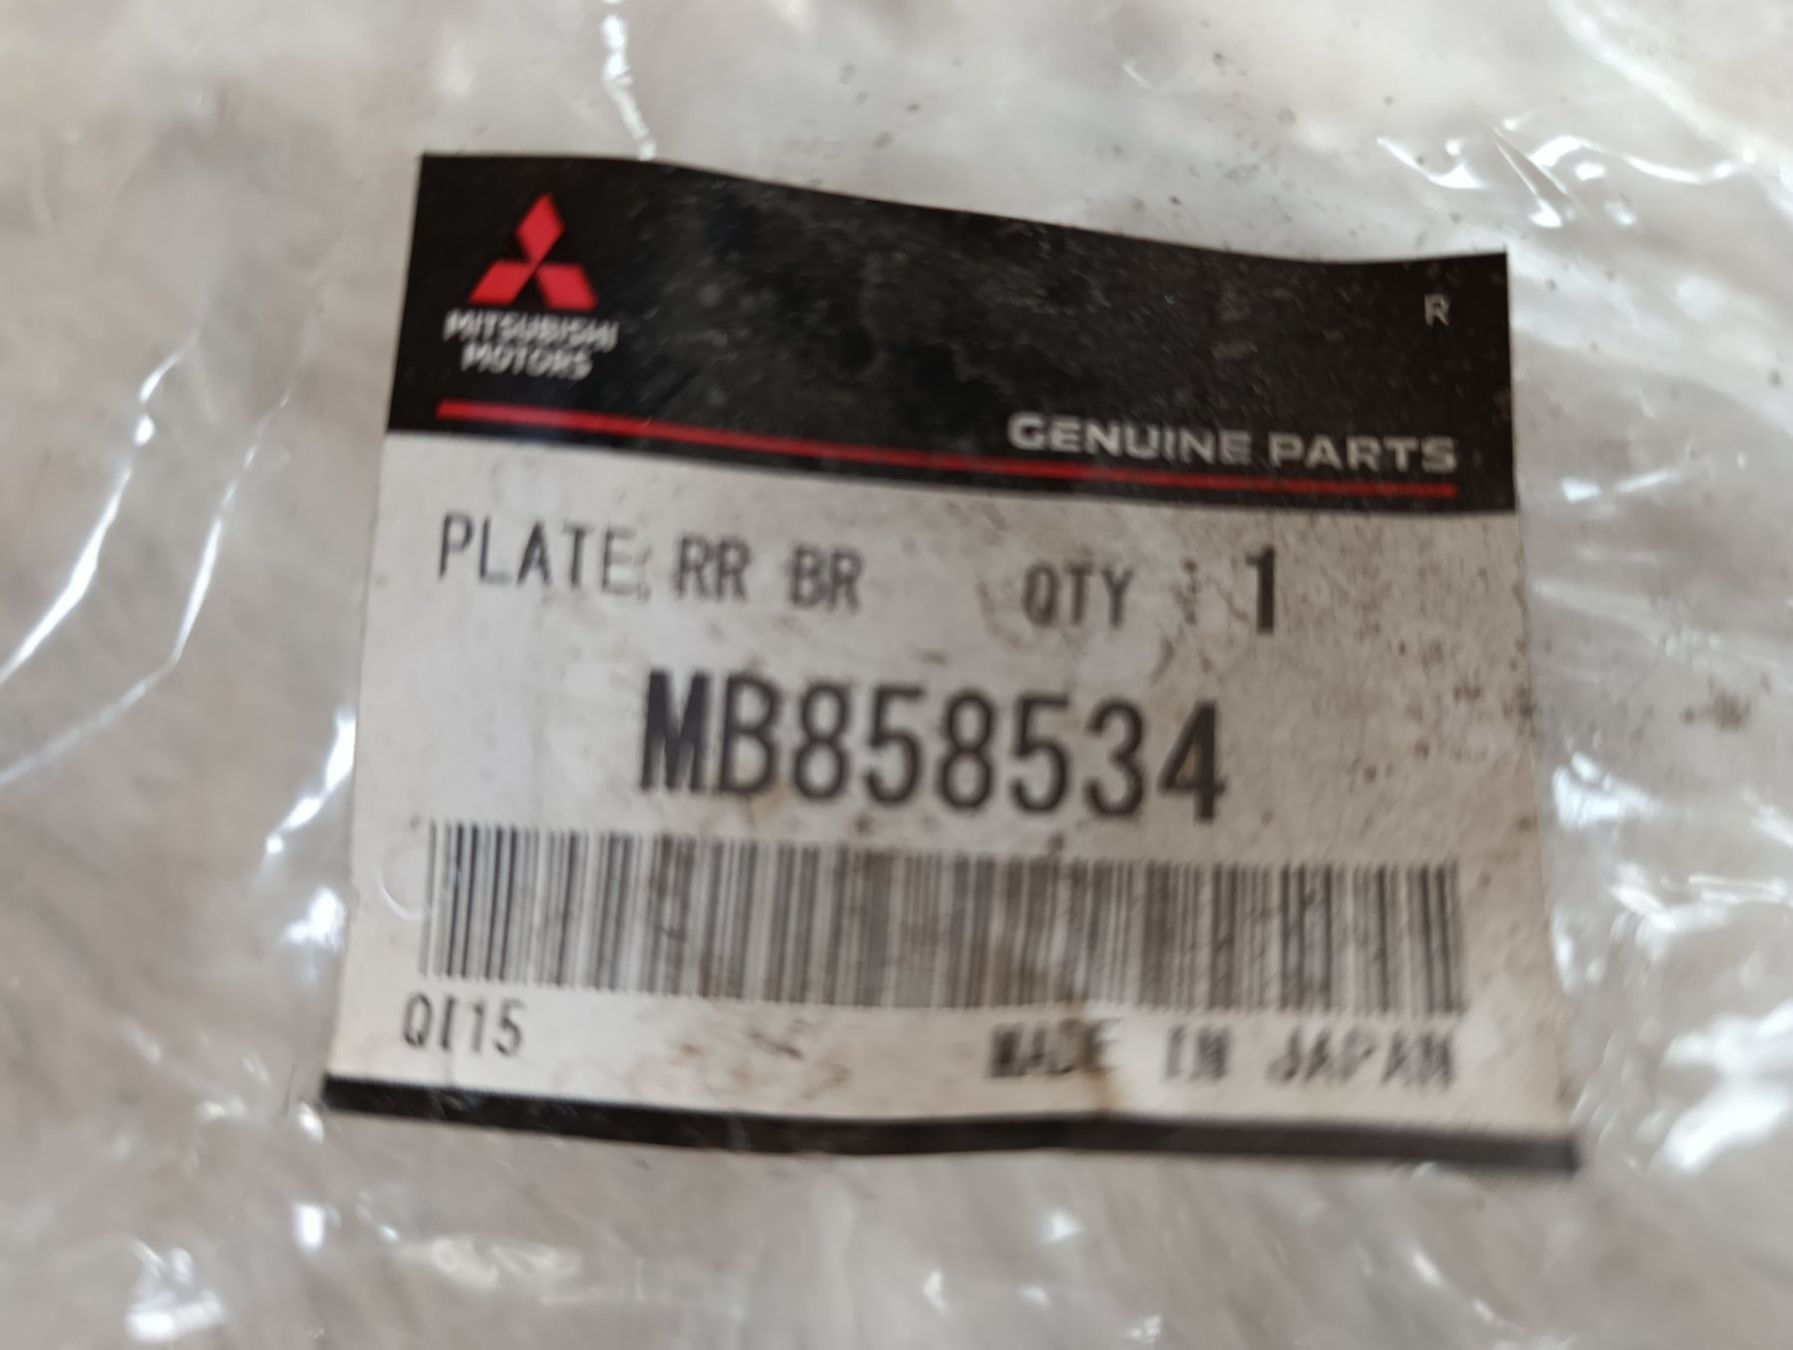 MITSUBISHI
MOTORS
R
GENUINE PARTS
PLATE, RR BR QTY : 1
MB858534
QI15 MADE IN JAPAN